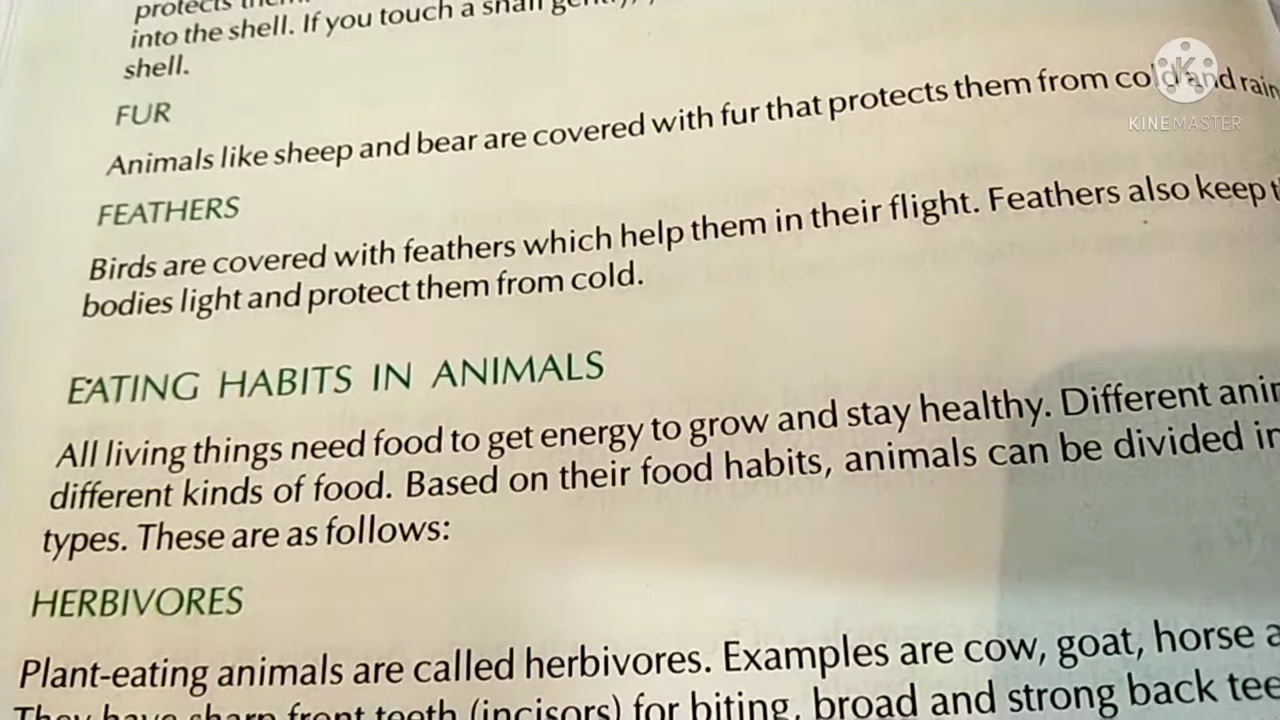 protects
into the shell. If you touch a snail gently,
shell.
FUR
Animals like sheep and bear are covered with fur that protects them from cold and rain
FEATHERS
Birds are covered with feathers which help them in their flight. Feathers also keep
bodies light and protect them from cold.
EATING HABITS IN ANIMALS
All living things need food to get energy to grow and stay healthy. Different
different kinds of food. Based on their food habits, animals can be divided
types. These are as follows:
HERBIVORES
Plant-eating animals are called herbivores. Examples are cow, goat, horse
They have sharp front teeth (incisors) for biting, broad and strong back
KINEMASTER